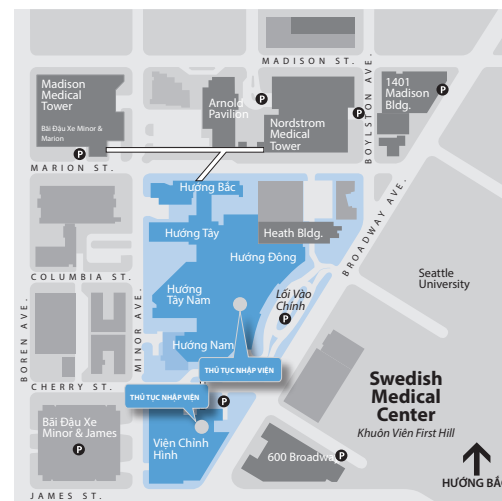 MADISON ST.
Madison
Medical
Tower
Bãi Đậu Xe Minor &
Marion
P
Arnold
Pavilion
P
Nordstrom
Medical
Tower
P
BOYLSTON AVE.
1401
Madison
Bldg.
P
MARION ST.
Hướng Bắc
Hướng Tây
Heath Bldg.
Hướng Đông
BROADWAY AVE.
Seattle
University
COLUMBIA ST.
Hướng
Tây Nam
Lối Vào
Chính
P
BOREN AVE.
MINOR AVE.
Hướng Nam
THỦ TỤC NHẬP VIỆN
CHERRY ST.
THỦ TỤC NHẬP VIỆN
P
Bãi Đậu Xe
Minor & James
P
Viện Chỉnh
Hình
600 Broadwa
P
Swedish
Medical
Center
Khuôn Viên First Hill
HƯỚNG BẮ
JAMES ST.